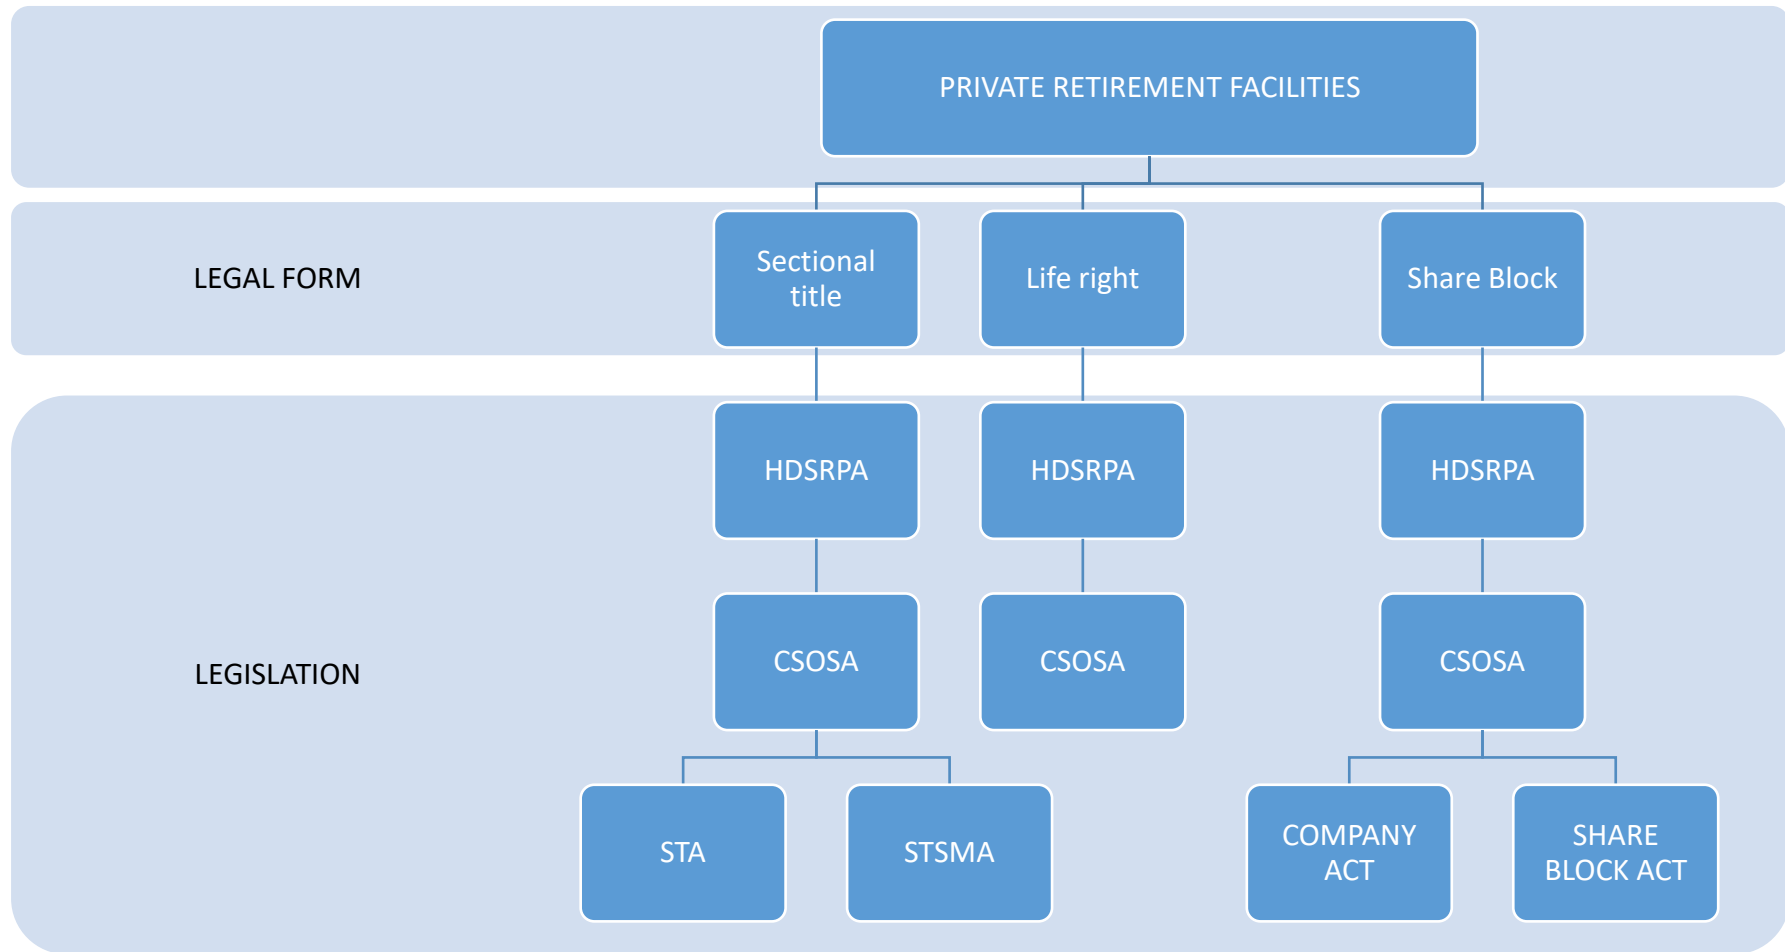 PRIVATE RETIREMENT FACILITIES
LEGAL FORM
Sectional
title
Life right
Share Block
LEGISLATION
HDSRPA
HDSRPA
HDSRPA
CSOSA
CSOSA
CSOSA
STA
STSMA
COMPANY
ACT
SHARE
BLOCK ACT